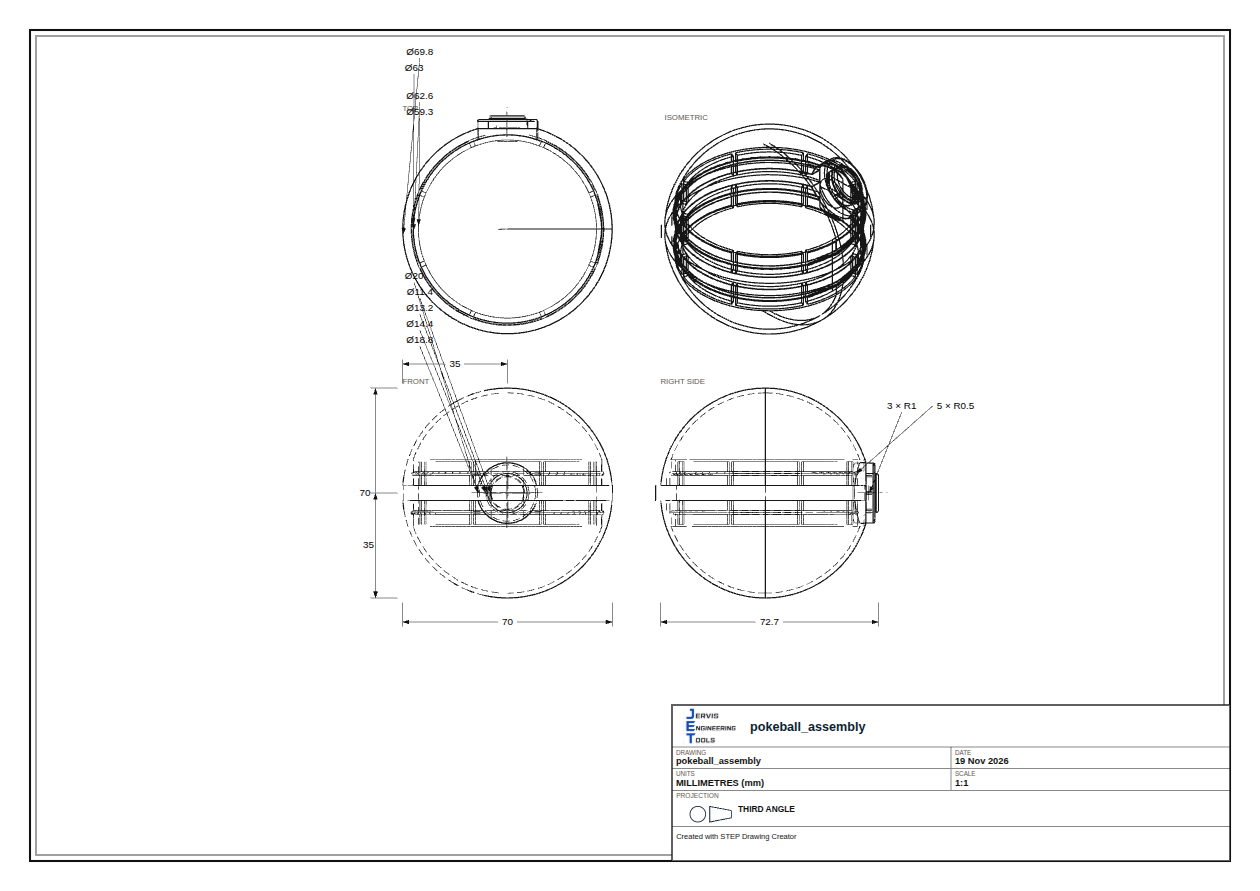 Ø69.8
Ø63
Ø62.6
TOP
Ø59.3
ISOMETRIC
Ø20
Ø11.4
Ø13.2
Ø14.4
Ø18.8
35
FRONT
RIGHT SIDE
3 × R1
5 × R0.5
70
35
70
72.7
JERVIS
ENGINEERING
TOOLS
pokeball_assembly
DRAWING
pokeball_assembly
DATE
19 Nov 2026
UNITS
MILLIMETRES (mm)
SCALE
1:1
PROJECTION
THIRD ANGLE
Created with STEP Drawing Creator